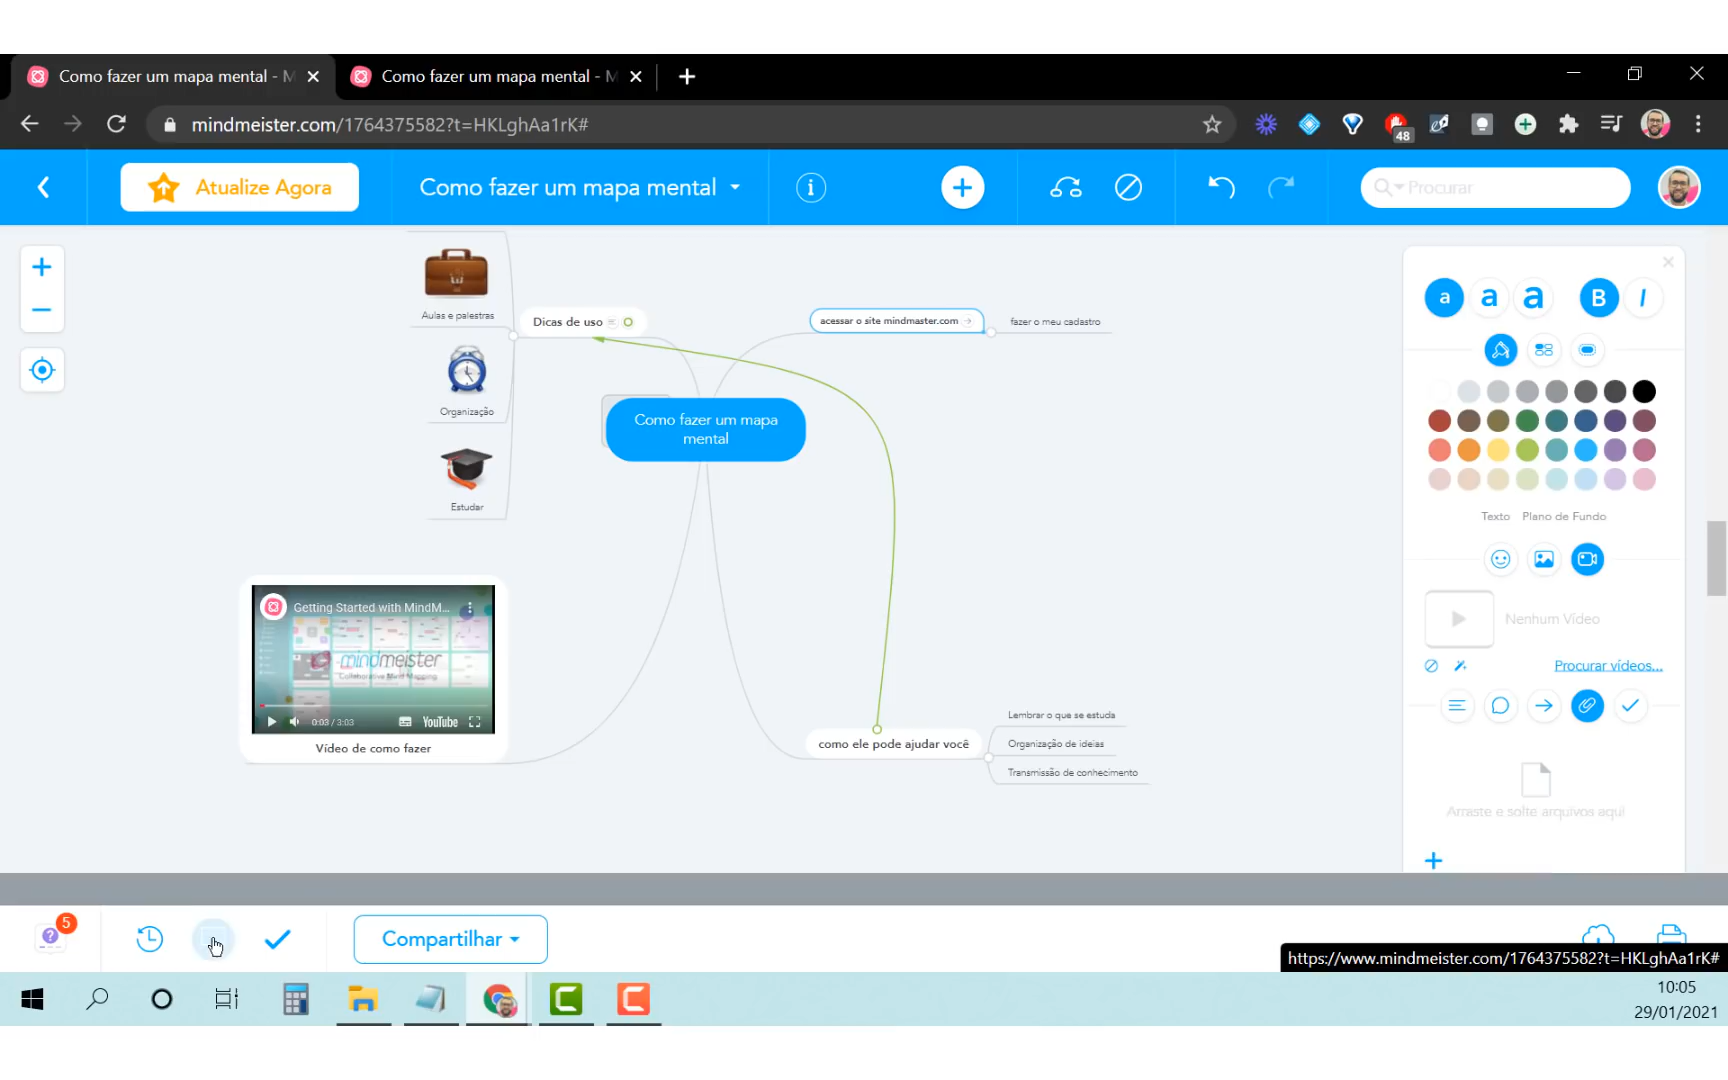 Como fazer um mapa mental - M
Como fazer um mapa mental - M
mindmeister.com/1764375582?t=HKLghAa1rK#
48
Atualize Agora
Como fazer um mapa mental
Procurar
a a a B I
Aulas e palestras
Dicas de uso
acessar o site mindmaster.com
fazer o meu cadastro
Organização
Como fazer um mapa
mental
Estudar
Texto Plano de Fundo
Getting Started with MindM...
mindmeister
Collaborative Mind Mapping
0:03 / 3:03
YouTube
Vídeo de como fazer
Nenhum Vídeo
Procurar vídeos...
como ele pode ajudar você
Lembrar o que se estuda
Organização de ideias
Transmissão de conhecimento
Arraste e solte arquivos aqui!
5
Compartilhar
https://www.mindmeister.com/1764375582?t=HKLghAa1rK#
10:05
29/01/2021